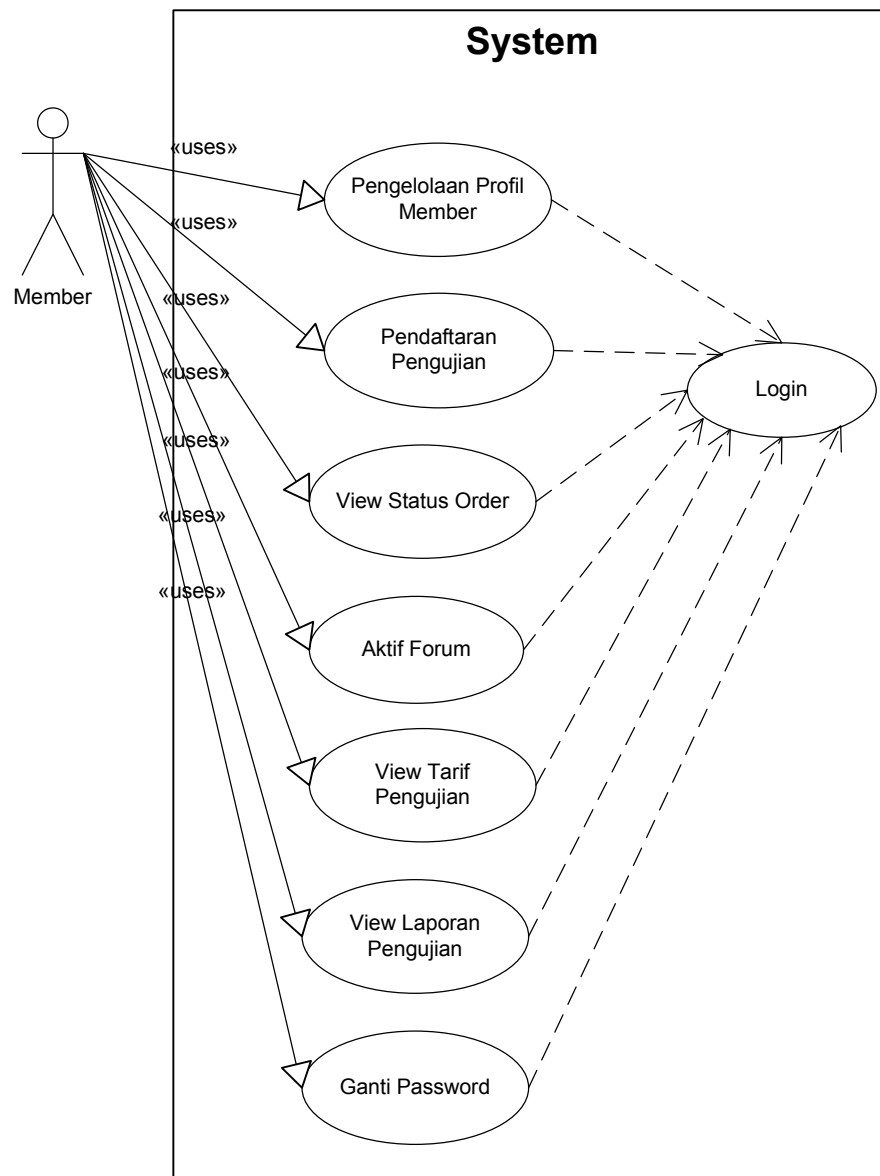 System
«uses»
Pengelolaan Profil
Member
«uses»
Member
«uses»
Pendaftaran
Pengujian
«uses»
Login
«uses»
View Status Order
«uses»
«uses»
Aktif Forum
View Tarif
Pengujian
View Laporan
Pengujian
Ganti Password